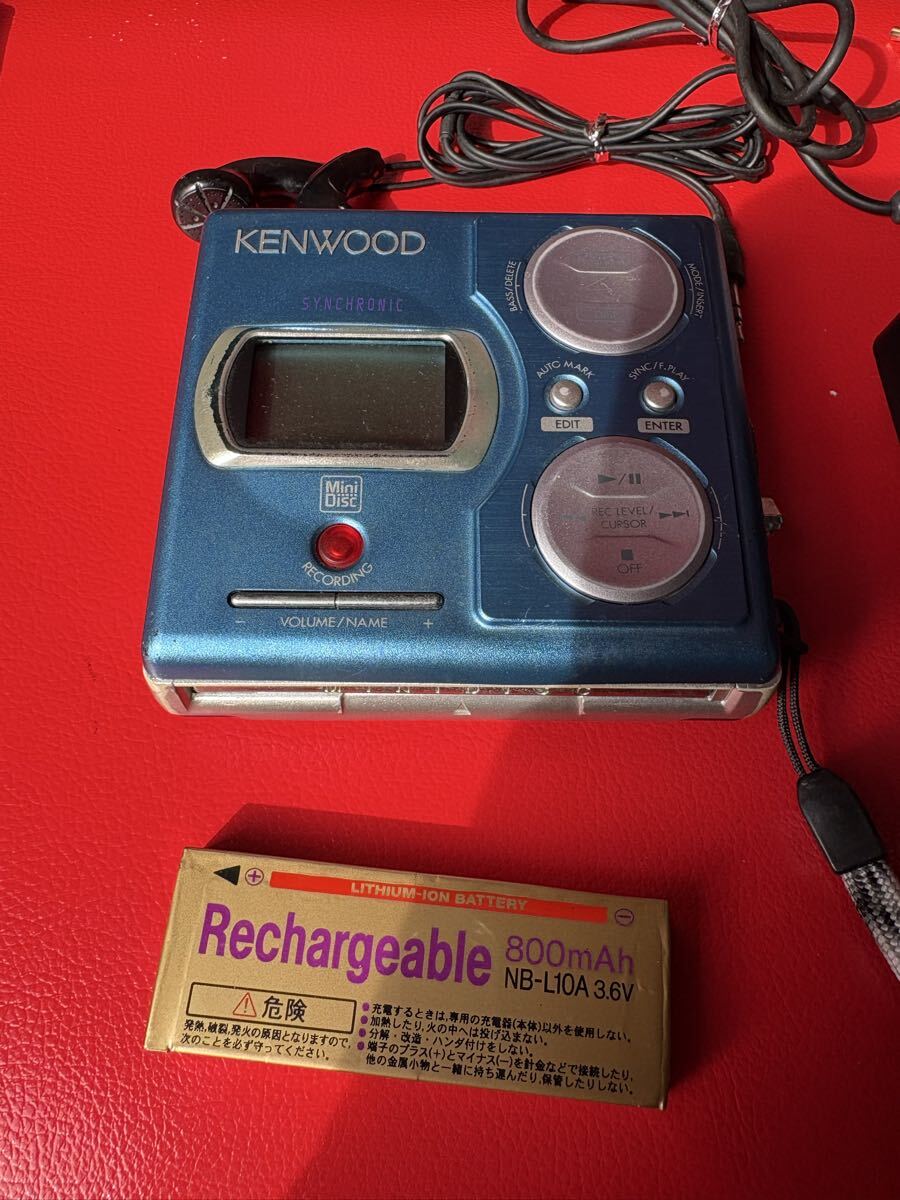 KENWOOD
SYNCHRONIC
BASS/DELETE
MODE/INSERT
AUTO MARK
SYNC/F.PLAY
EDIT
ENTER
Mini
Disc
REC LEVEL/
CURSOR
OFF
RECORDING
− VOLUME/NAME +
LITHIUM-ION BATTERY
Rechargeable
800mAh
NB-L10A 3.6V
危険
発熱,破裂,発火の原因となりますので,
次のことを必ず守ってください。
●充電するときは,専用の充電器(本体)以外を使用しない。
●加熱したり,火の中へは投げ込まない。
●分解・改造・ハンダ付けをしない。
●端子のプラス(+)とマイナス(−)を針金などで接続したり,
他の金属小物と一緒に持ち運んだり,保管したりしない。